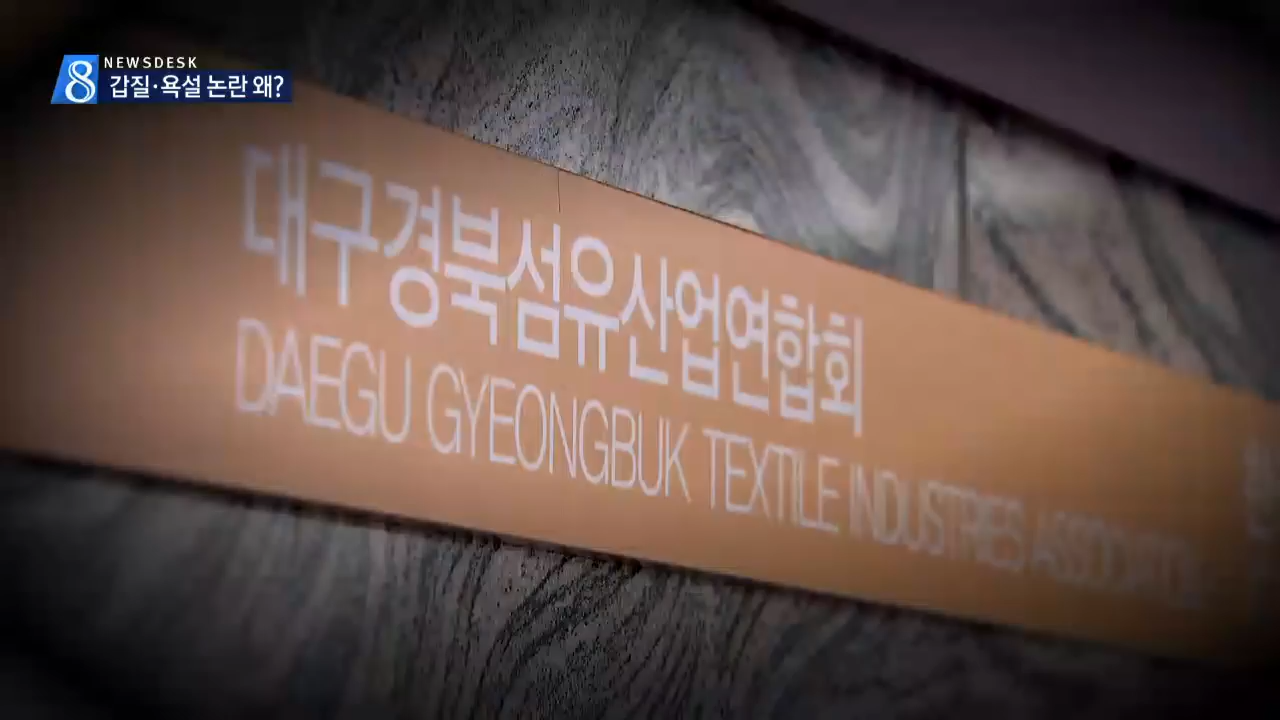 8 NEWSDESK
갑질·욕설 논란 왜?
대구경북섬유산업연합회
DAEGU GYEONGBUK TEXTILE INDUSTRIES ASSOCIATION